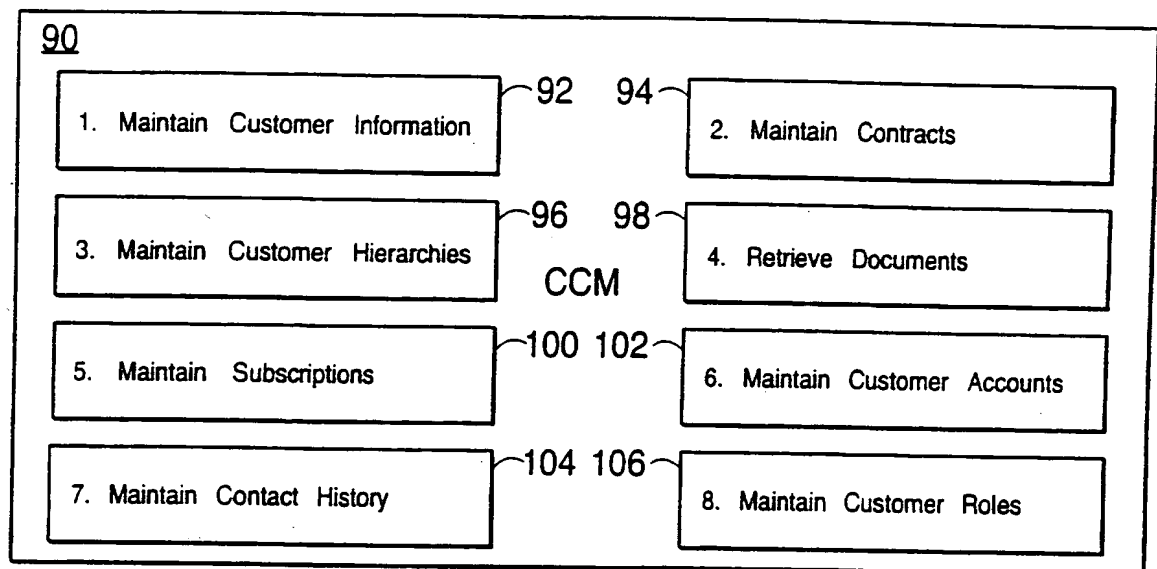 90
92 94
1. Maintain Customer Information
2. Maintain Contracts
96 98
3. Maintain Customer Hierarchies
4. Retrieve Documents
CCM
100 102
5. Maintain Subscriptions
6. Maintain Customer Accounts
104 106
7. Maintain Contact History
8. Maintain Customer Roles